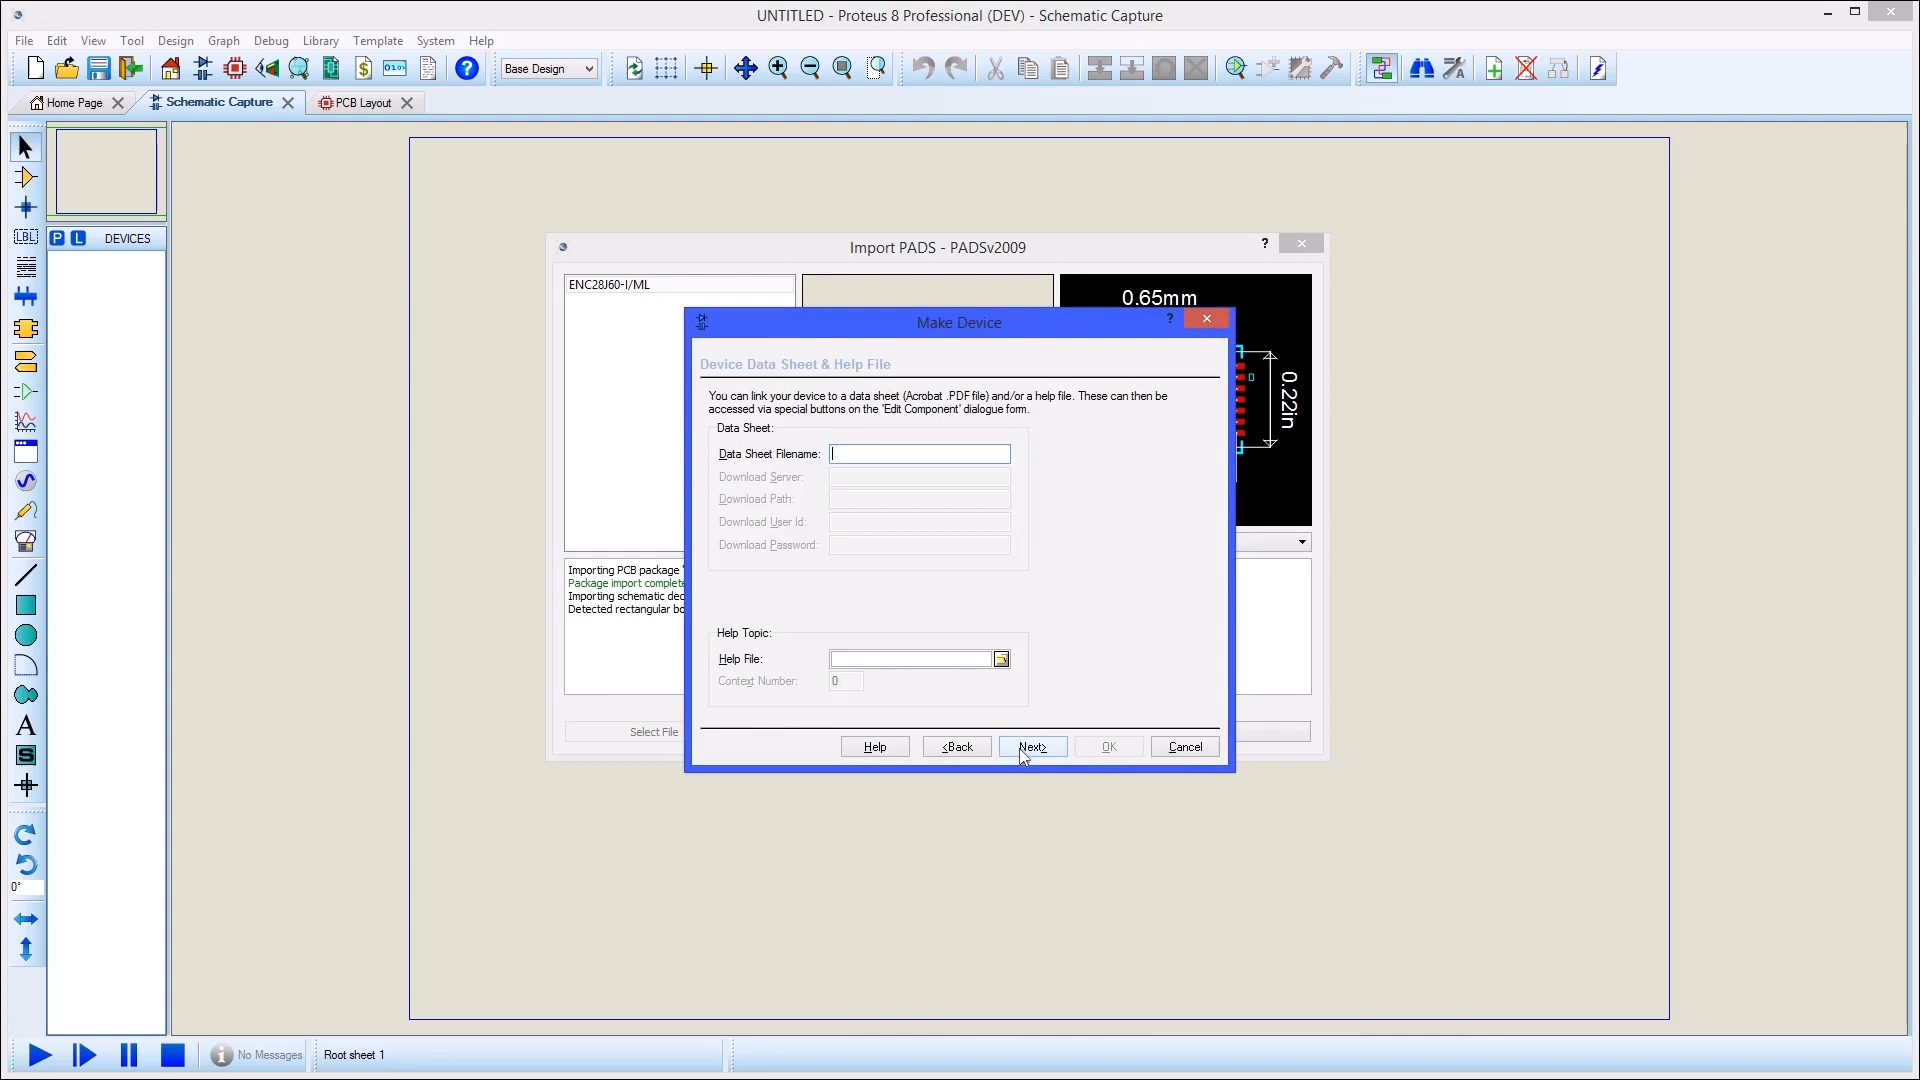 UNTITLED - Proteus 8 Professional (DEV) - Schematic Capture
File Edit View Tool Design Graph Debug Library Template System Help
Base Design
Home Page
Schematic Capture
PCB Layout
LBL
P L DEVICES
Import PADS - PADSv2009
?
ENC28J60-I/ML
0.65mm
0.22in
Make Device
?
Device Data Sheet & Help File
You can link your device to a data sheet (Acrobat .PDF file) and/or a help file. These can then be
accessed via special buttons on the 'Edit Component' dialogue form.
Data Sheet:
Data Sheet Filename:
Download Server:
Download Path:
Download User Id:
Download Password:
Importing PCB package
Package import complete
Importing schematic dec
Detected rectangular bo
Help Topic:
Help File:
Context Number: 0
Select File
Help
<Back
Next>
OK
Cancel
A
S
0°
No Messages
Root sheet 1